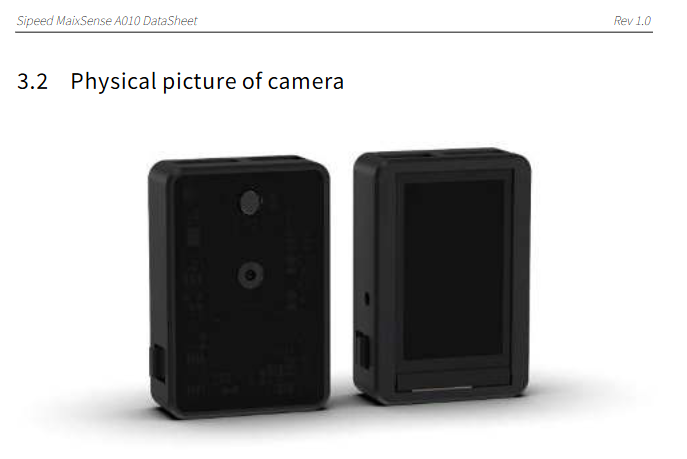 Sipeed MaixSense A010 DataSheet Rev 1.0
3.2 Physical picture of camera